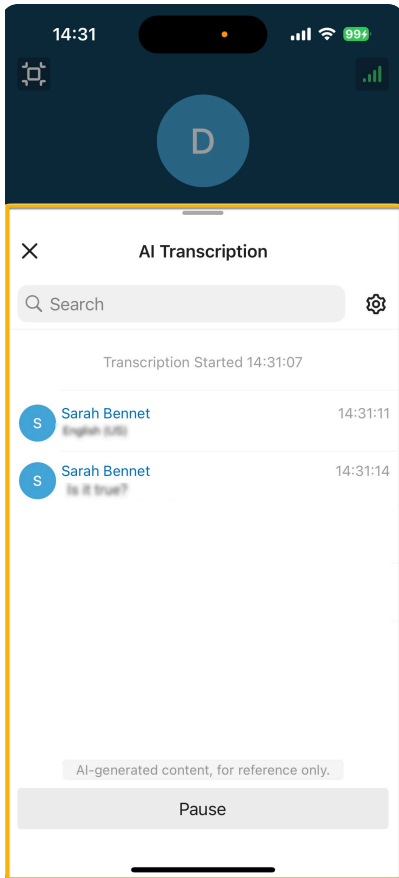 14:31
99
D
AI Transcription
Search
Transcription Started 14:31:07
S
Sarah Bennet
14:31:11
English (US)
S
Sarah Bennet
14:31:14
Is it true?
AI-generated content, for reference only.
Pause